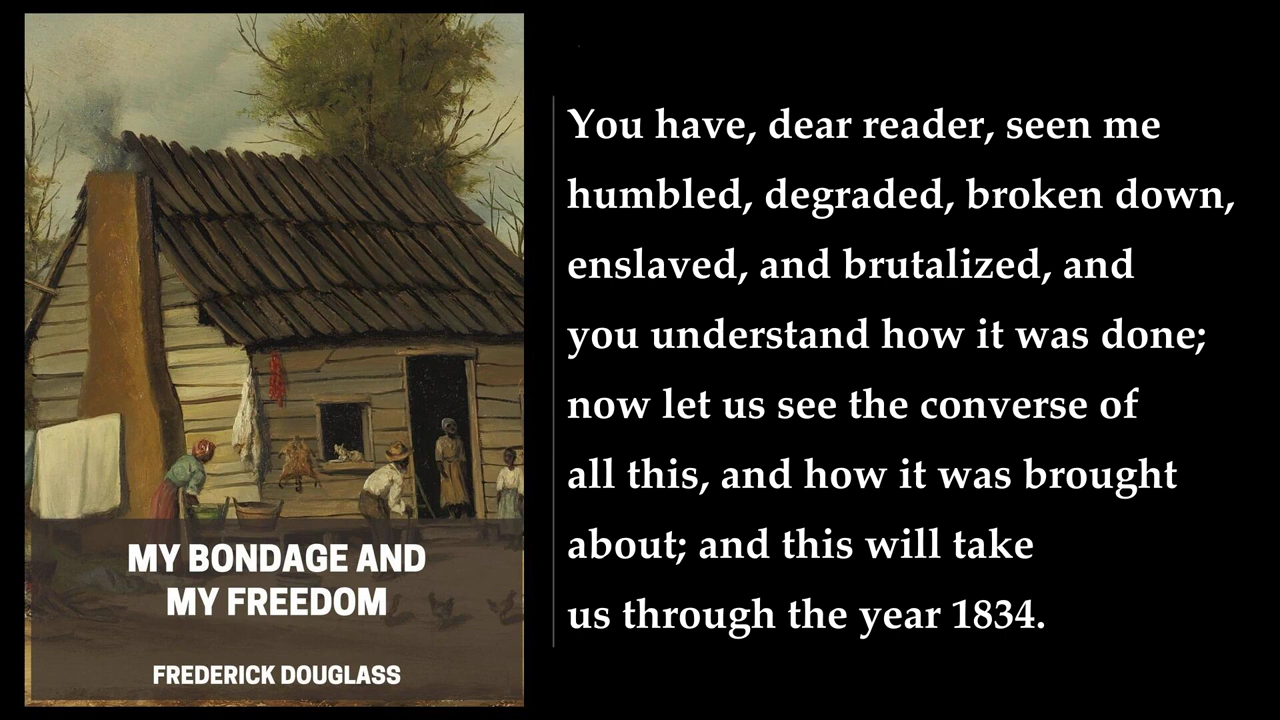 MY BONDAGE AND
MY FREEDOM
FREDERICK DOUGLASS
You have, dear reader, seen me
humbled, degraded, broken down,
enslaved, and brutalized, and
you understand how it was done;
now let us see the converse of
all this, and how it was brought
about; and this will take
us through the year 1834.